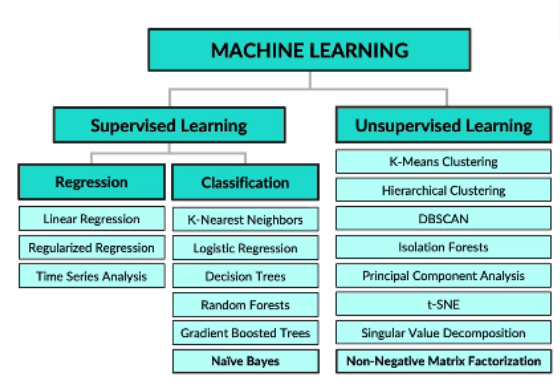 MACHINE LEARNING
Supervised Learning
Unsupervised Learning
Regression
Linear Regression
Regularized Regression
Time Series Analysis
Classification
K-Nearest Neighbors
Logistic Regression
Decision Trees
Random Forests
Gradient Boosted Trees
Naïve Bayes
K-Means Clustering
Hierarchical Clustering
DBSCAN
Isolation Forests
Principal Component Analysis
t-SNE
Singular Value Decomposition
Non-Negative Matrix Factorization